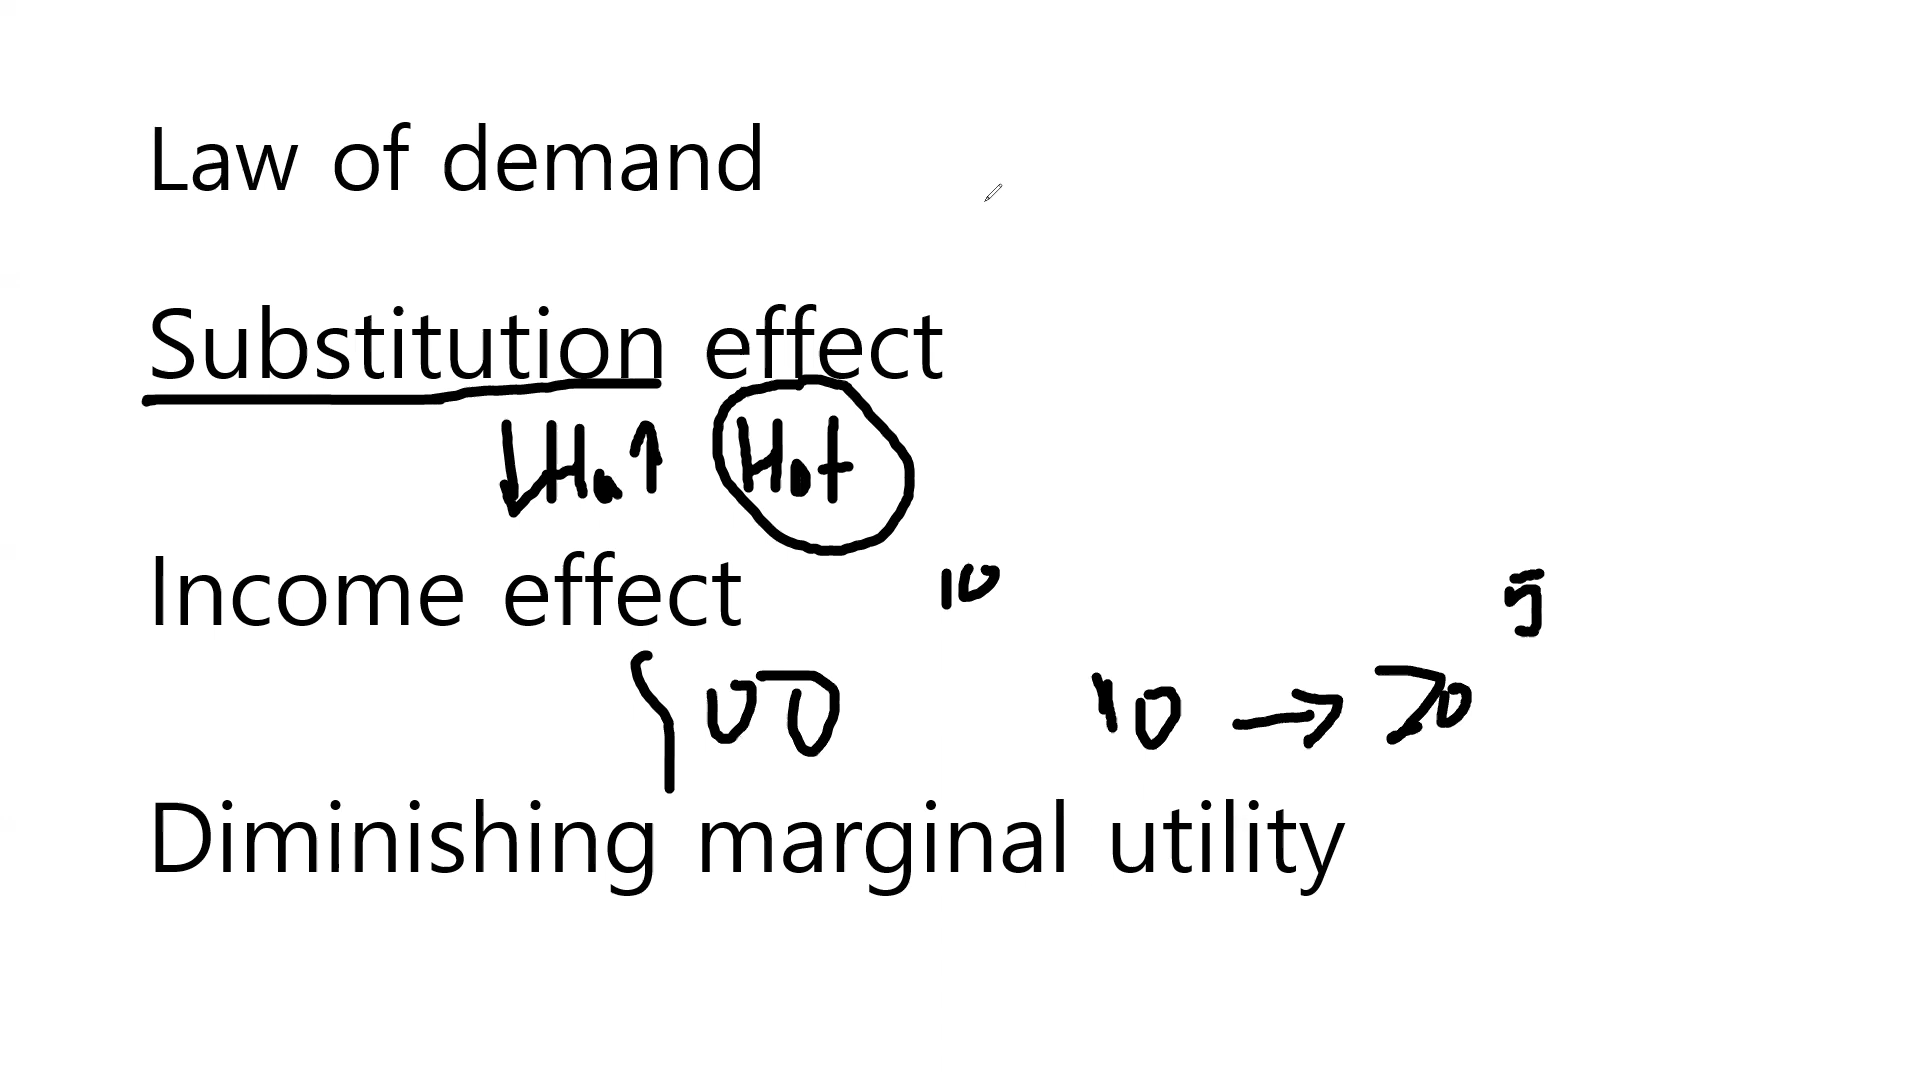 Law of demand
Substitution effect
↓Ha↑ Hot
Income effect 10 5
100 10 → 20
Diminishing marginal utility